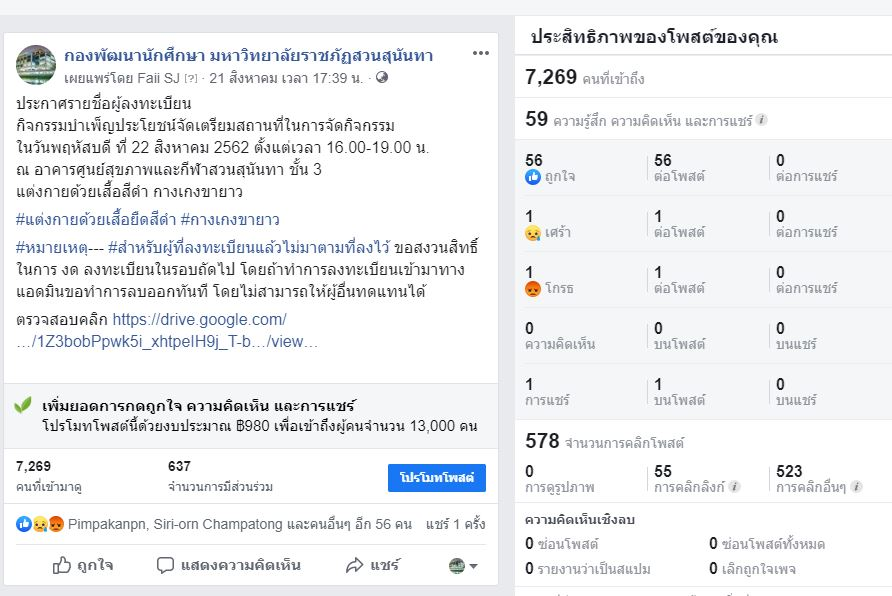 กองพัฒนานักศึกษา มหาวิทยาลัยราชภัฏสวนสุนันทา
เผยแพร่โดย Faii SJ [?] · 21 สิงหาคม เวลา 17:39 น. ·
ประกาศรายชื่อผู้ลงทะเบียน
กิจกรรมบำเพ็ญประโยชน์จัดเตรียมสถานที่ในการจัดกิจกรรม
ในวันพฤหัสบดี ที่ 22 สิงหาคม 2562 ตั้งแต่เวลา 16.00-19.00 น.
ณ อาคารศูนย์สุขภาพและกีฬาสวนสุนันทา ชั้น 3
แต่งกายด้วยเสื้อสีดำ กางเกงขายาว
#แต่งกายด้วยเสื้อยืดสีดำ #กางเกงขายาว
#หมายเหตุ--- #สำหรับผู้ที่ลงทะเบียนแล้วไม่มาตามที่ลงไว้ ขอสงวนสิทธิ์
ในการ งด ลงทะเบียนในรอบถัดไป โดยถ้าทำการลงทะเบียนเข้ามาทาง
แอดมินขอทำการลบออกทันที โดยไม่สามารถให้ผู้อื่นทดแทนได้
ตรวจสอบคลิก https://drive.google.com/
…/1Z3bobPpwk5i_xhtpeIH9j_T-b…/view…
เพิ่มยอดการกดถูกใจ ความคิดเห็น และการแชร์
โปรโมทโพสต์นี้ด้วยงบประมาณ ฿980 เพื่อเข้าถึงผู้คนจำนวน 13,000 คน
7,269 637
คนที่เข้ามาดู จำนวนการมีส่วนร่วม โปรโมทโพสต์
Pimpakanpn, Siri-orn Champatong และคนอื่นๆ อีก 56 คน แชร์ 1 ครั้ง
ถูกใจ แสดงความคิดเห็น แชร์
ประสิทธิภาพของโพสต์ของคุณ
7,269 คนที่เข้าถึง
59 ความรู้สึก ความคิดเห็น และการแชร์
56 56 0
ถูกใจ ต่อโพสต์ ต่อการแชร์
1 1 0
เศร้า ต่อโพสต์ ต่อการแชร์
1 1 0
โกรธ ต่อโพสต์ ต่อการแชร์
0 0 0
ความคิดเห็น บนโพสต์ บนแชร์
1 1 0
การแชร์ บนโพสต์ บนแชร์
578 จำนวนการคลิกโพสต์
0 55 523
การดูรูปภาพ การคลิกลิงก์ การคลิกอื่นๆ
ความคิดเห็นเชิงลบ
0 ซ่อนโพสต์ 0 ซ่อนโพสต์ทั้งหมด
0 รายงานว่าเป็นสแปม 0 เลิกถูกใจเพจ